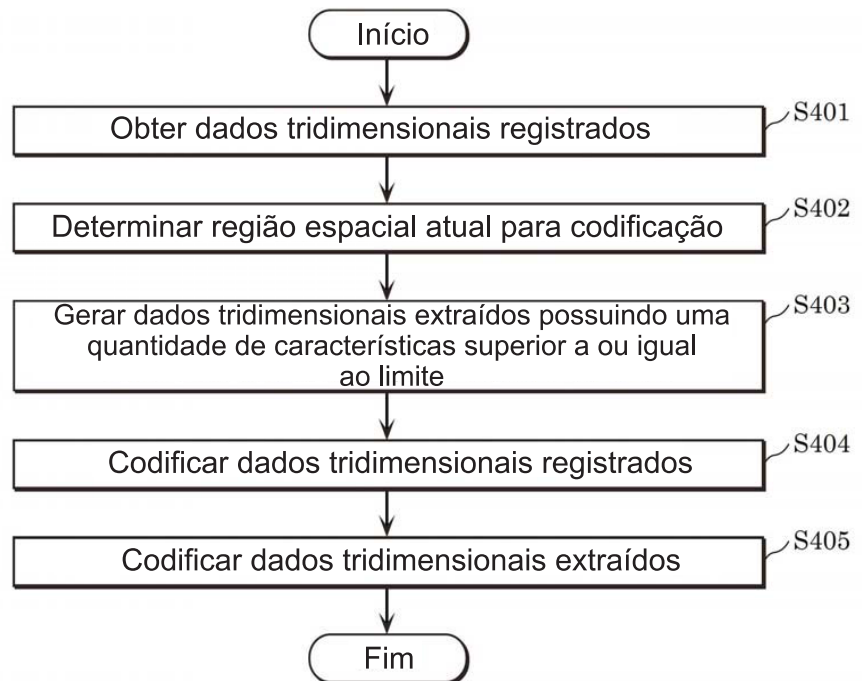 Início
Obter dados tridimensionais registrados
S401
Determinar região espacial atual para codificação
S402
Gerar dados tridimensionais extraídos possuindo uma
quantidade de características superior a ou igual
ao limite
S403
Codificar dados tridimensionais registrados
S404
Codificar dados tridimensionais extraídos
S405
Fim